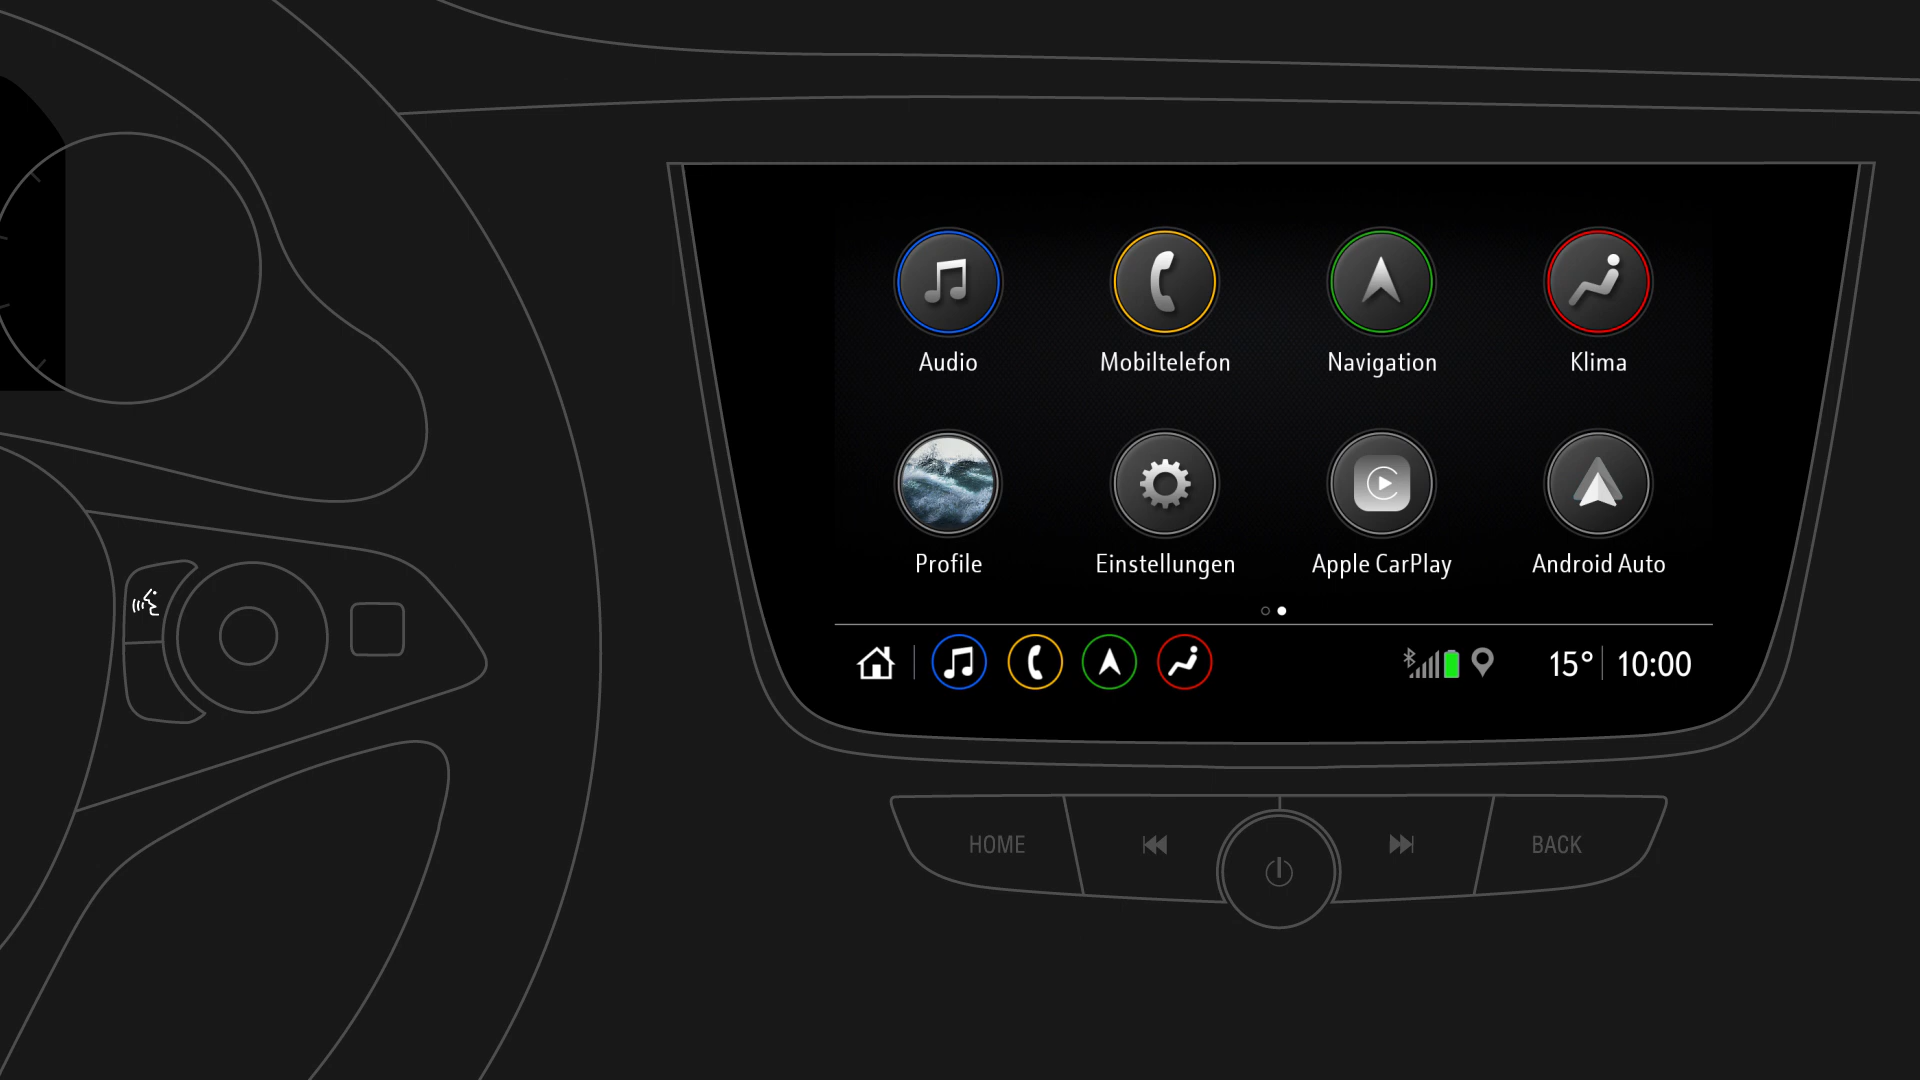 Audio
Mobiltelefon
Navigation
Klima
Profile
Einstellungen
Apple CarPlay
Android Auto
15°
10:00
HOME
BACK